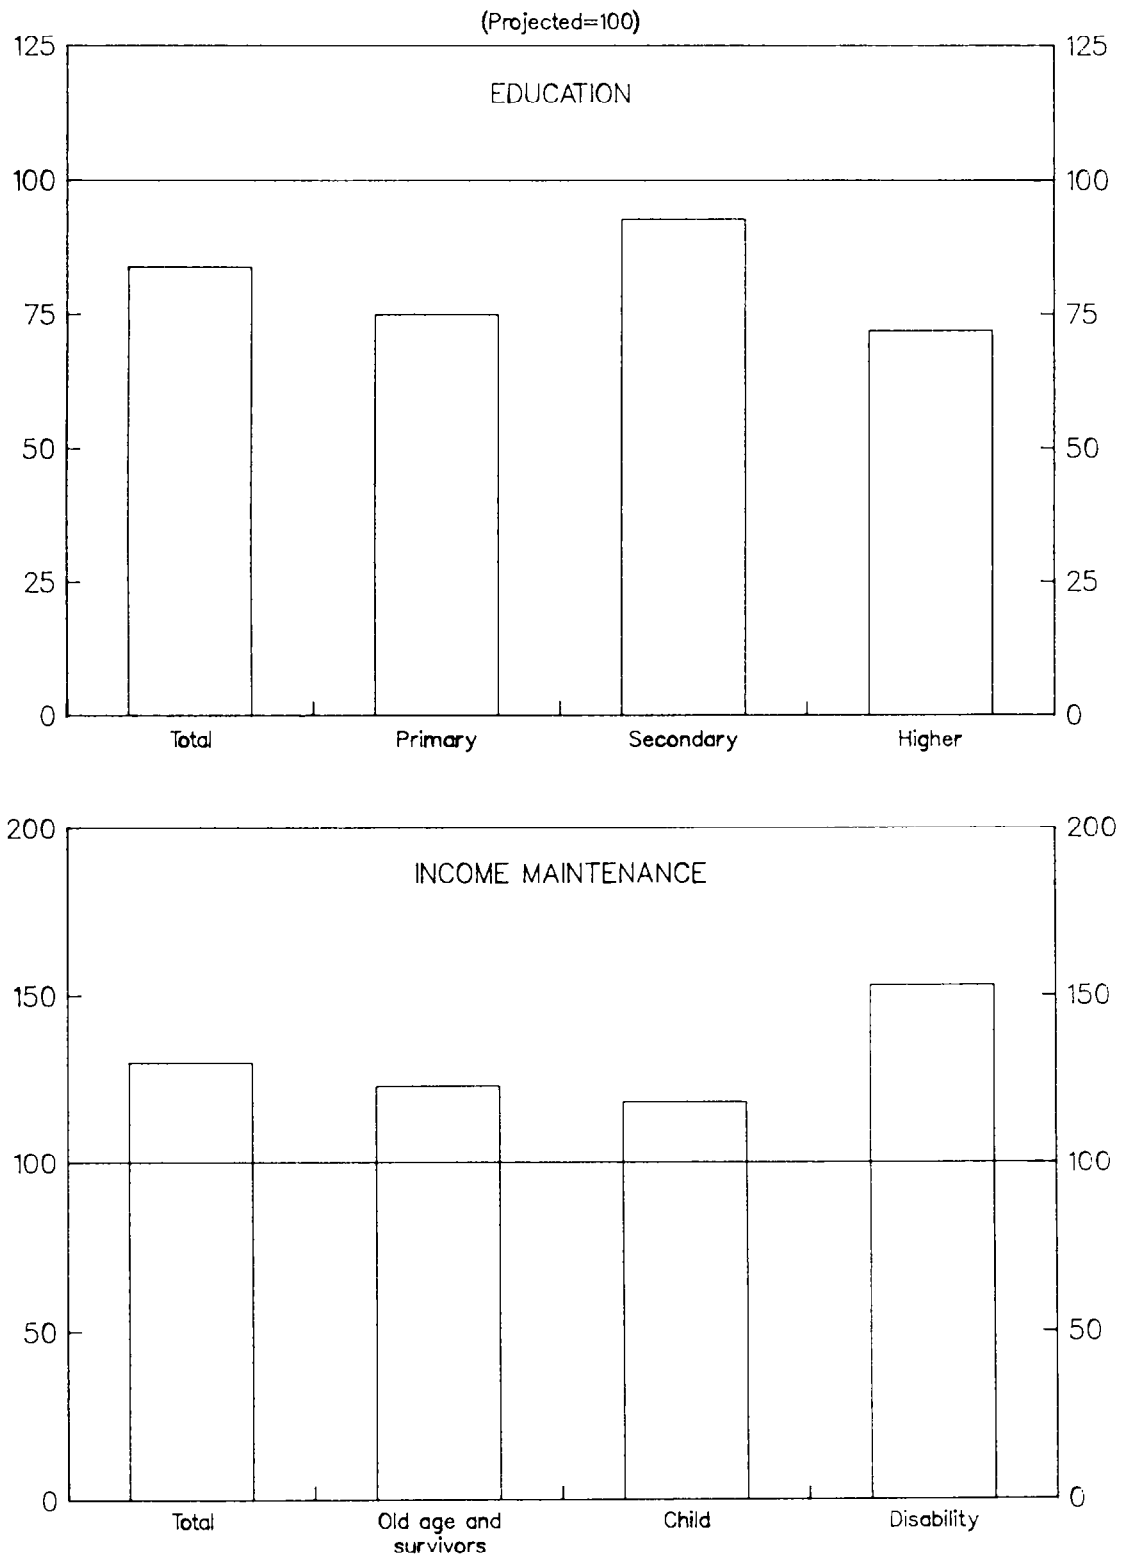 (Projected=100)
125 125
EDUCATION
100 100
75 75
50 50
25 25
0 0
Total Primary Secondary Higher
200 200
INCOME MAINTENANCE
150 150
100 100
50 50
0 0
Total Old age and Child Disability
survivors